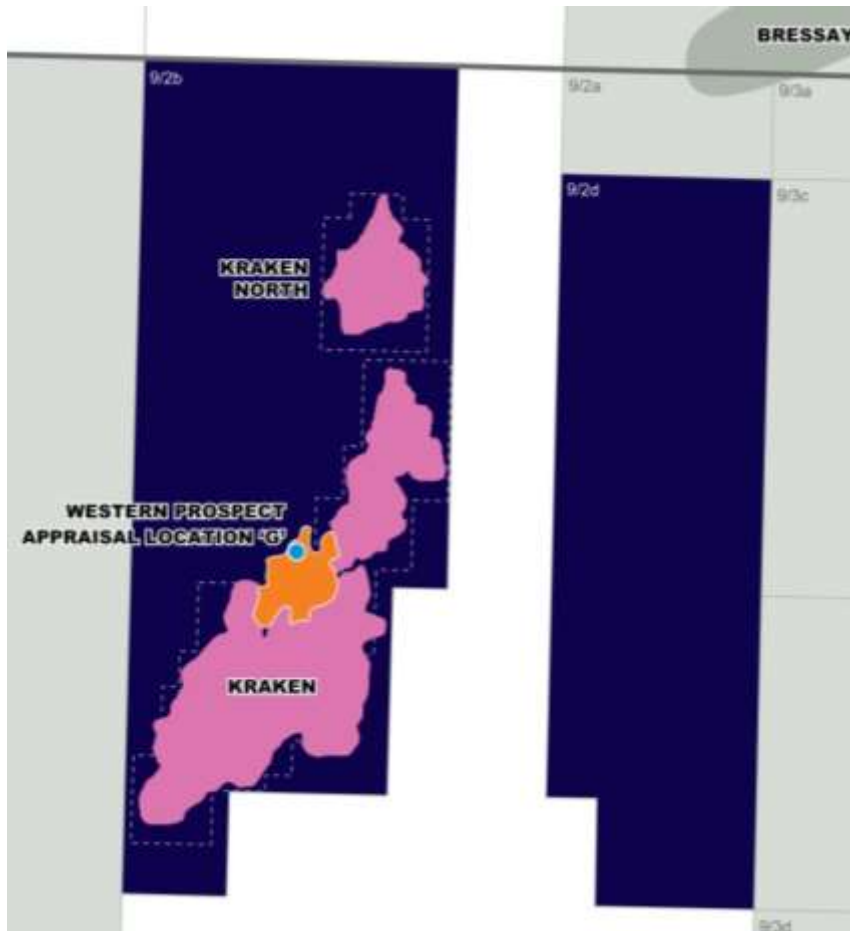 BRESSAY
9/2b
9/2a
9/3a
9/2d
9/3c
KRAKEN
NORTH
WESTERN PROSPECT
APPRAISAL LOCATION ‘G’
KRAKEN
9/3d